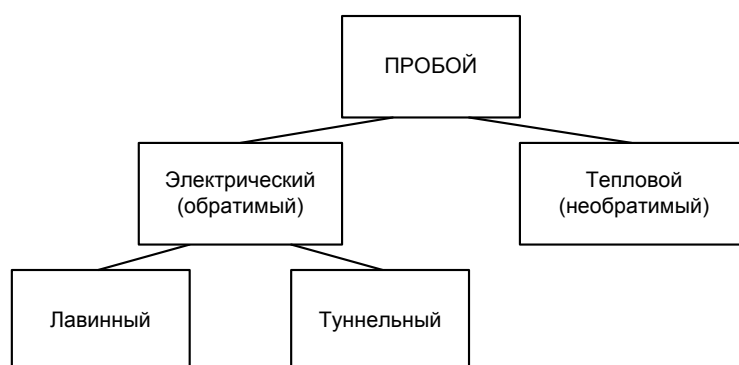 ПРОБОЙ
Электрический
(обратимый)
Тепловой
(необратимый)
Лавинный
Туннельный